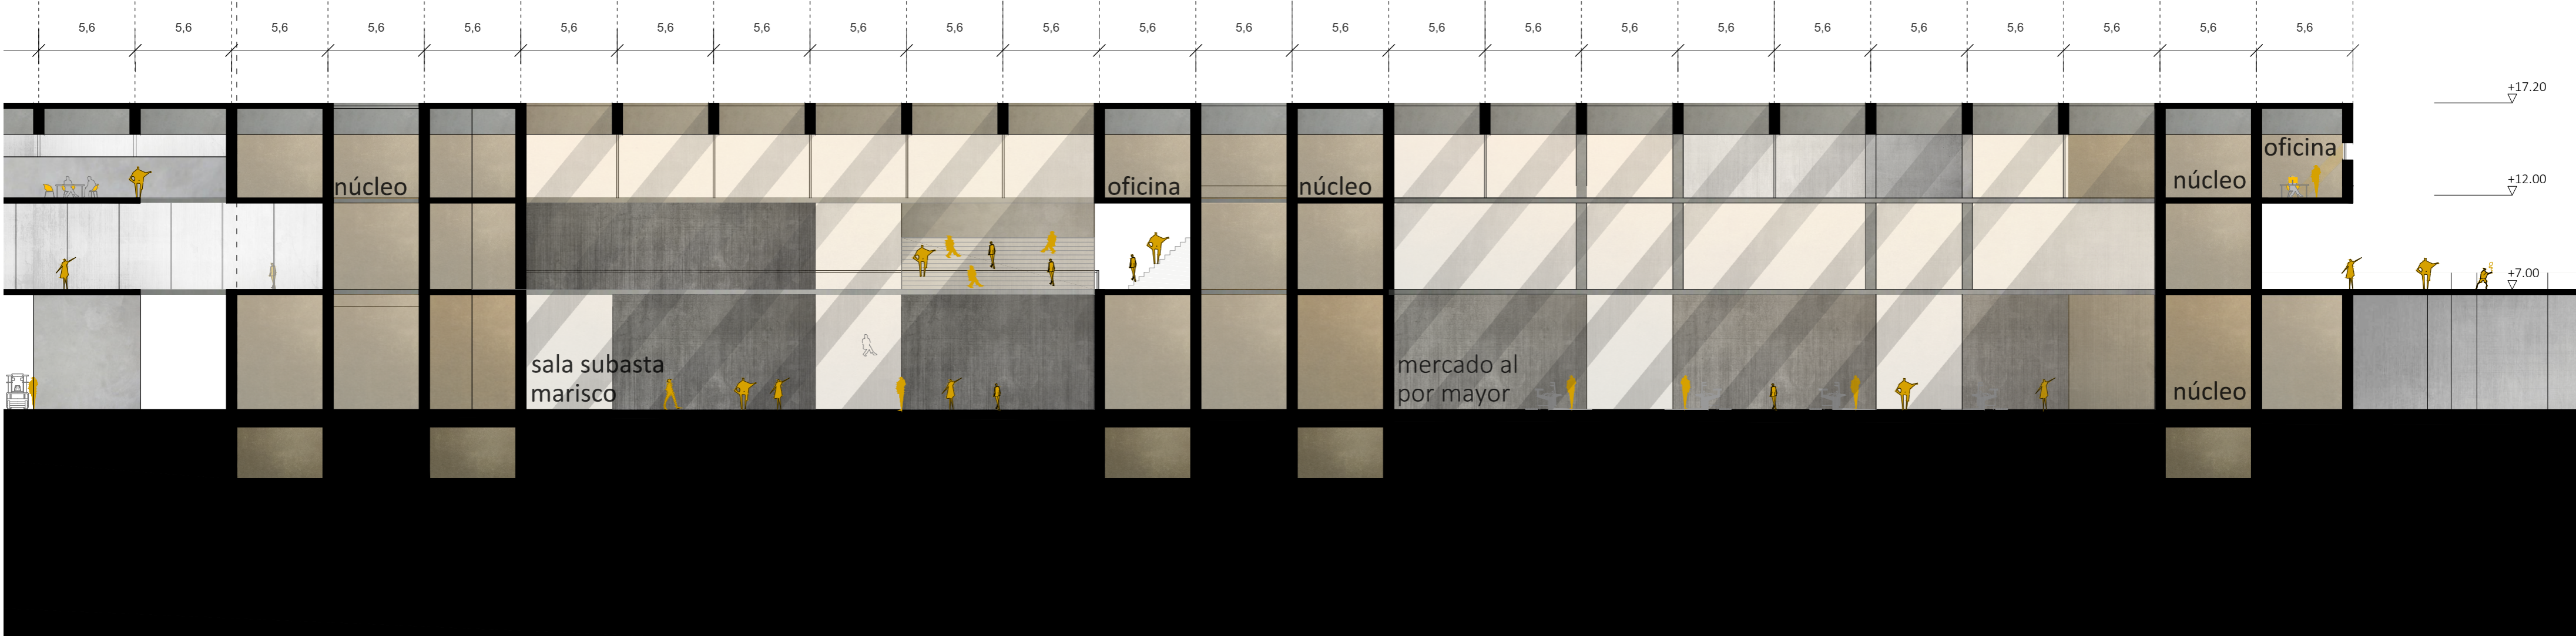 5,6 5,6 5,6 5,6 5,6 5,6 5,6 5,6 5,6 5,6 5,6 5,6 5,6 5,6 5,6 5,6 5,6 5,6 5,6 5,6 5,6 5,6 5,6 5,6
+17.20
oficina
núcleo
oficina
núcleo
núcleo
+12.00
+7.00
sala subasta
marisco
mercado al
por mayor
núcleo